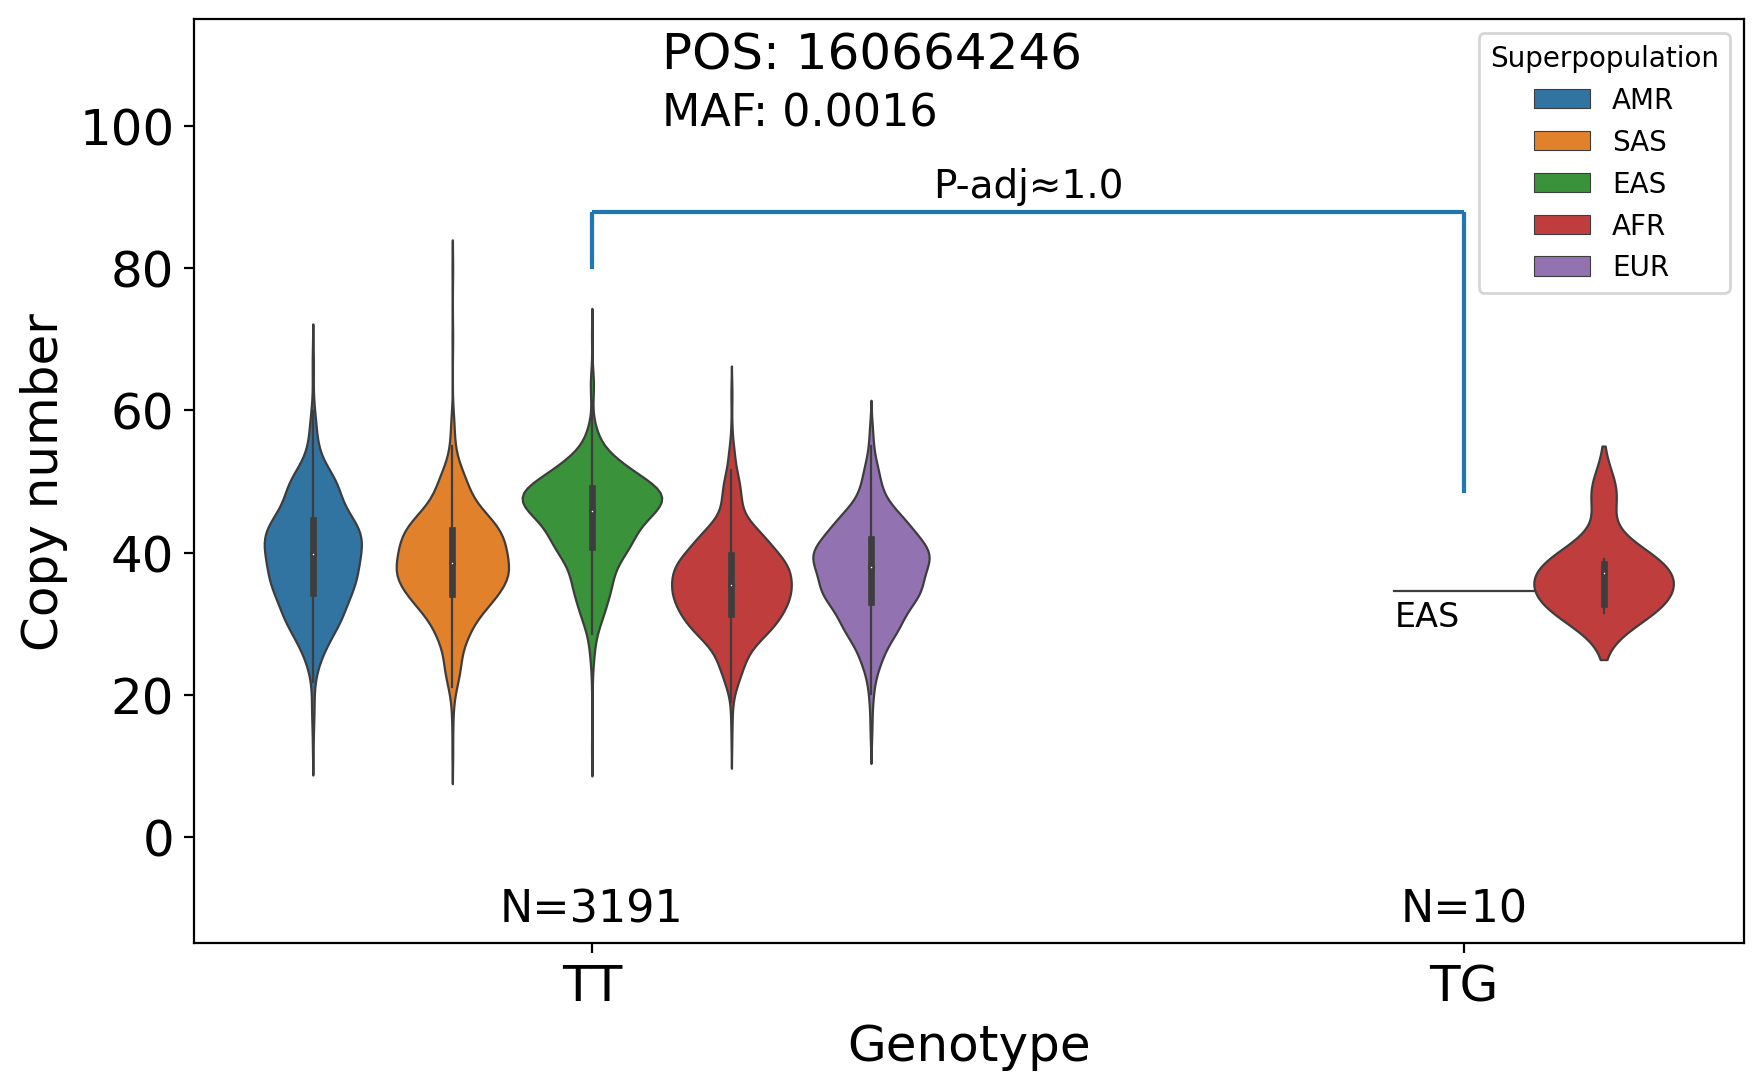 POS: 160664246
MAF: 0.0016
P-adj≈1.0
Superpopulation
AMR
SAS
EAS
AFR
EUR
Copy number
100
80
60
40
20
0
EAS
N=3191
N=10
TT
TG
Genotype